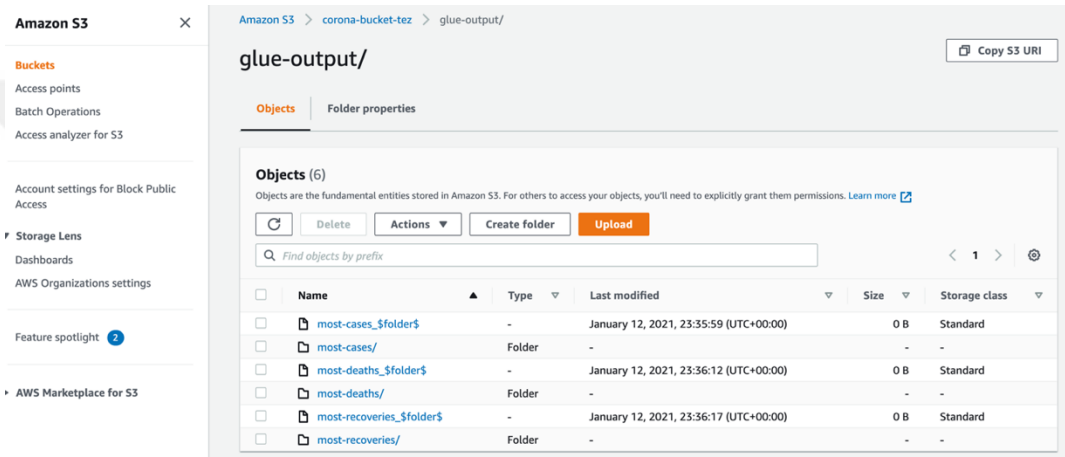 Amazon S3
Buckets
Access points
Batch Operations
Access analyzer for S3
Account settings for Block Public
Access
Storage Lens
Dashboards
AWS Organizations settings
Feature spotlight 2
AWS Marketplace for S3
Amazon S3 > corona-bucket-tez > glue-output/
glue-output/
Copy S3 URI
Objects Folder properties
Objects (6)
Objects are the fundamental entities stored in Amazon S3. For others to access your objects, you'll need to explicitly grant them permissions. Learn more
Delete Actions Create folder Upload
Find objects by prefix
< 1 >
Name Type Last modified Size Storage class
most-cases_$folder$ - January 12, 2021, 23:35:59 (UTC+00:00) 0 B Standard
most-cases/ Folder - - -
most-deaths_$folder$ - January 12, 2021, 23:36:12 (UTC+00:00) 0 B Standard
most-deaths/ Folder - - -
most-recoveries_$folder$ - January 12, 2021, 23:36:17 (UTC+00:00) 0 B Standard
most-recoveries/ Folder - - -